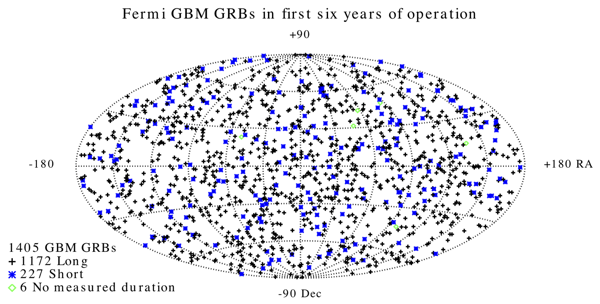 Fermi GBM GRBs in first six years of operation
+90
-180
+180 RA
1405 GBM GRBs
+ 1172 Long
227 Short
6 No measured duration
-90 Dec